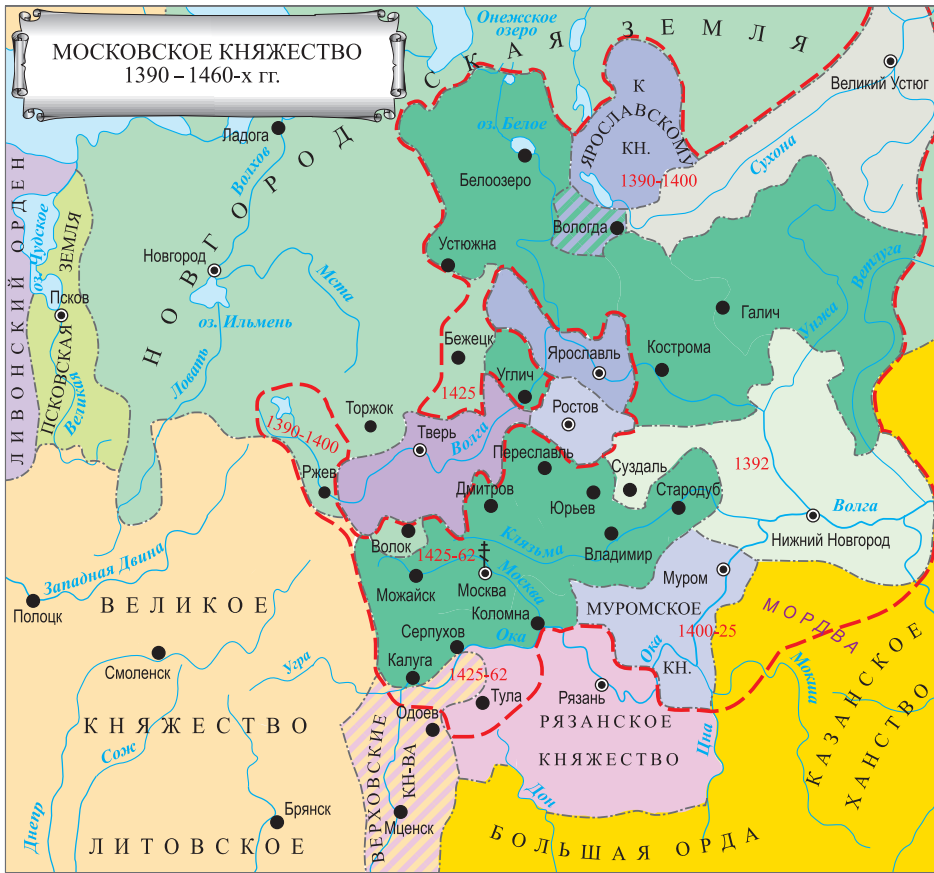 МОСКОВСКОЕ КНЯЖЕСТВО
1390 – 1460-х гг.
Онежское
озеро
НОВГОРОДСКАЯ ЗЕМЛЯ
Великий Устюг
Ладога
Волхов
оз. Белое
Белоозеро
К
ЯРОСЛАВСКОМУ
КН.
1390-1400
Сухона
Вологда
ЛИВОНСКИЙ ОРДЕН
оз. Чудское
ПСКОВСКАЯ
ЗЕМЛЯ
Псков
Великая
Новгород
оз. Ильмень
Мста
Ловать
Устюжна
Ветлуга
Унжа
Галич
Бежецк
1425
Углич
Ярославль
Кострома
Ростов
1390-1400
Торжок
Тверь
Волга
Ржев
Переславль
Дмитров
Юрьев
Суздаль
Стародуб
1392
Волга
Нижний Новгород
Волок
1425-62
Клязьма
Владимир
Москва
Москва
Можайск
Коломна
Муром
МУРОМСКОЕ
КН.
1400-25
Ока
МОРДВА
Мокша
Серпухов
Ока
Калуга
1425-62
Тула
Одоев
Рязань
РЯЗАНСКОЕ
КНЯЖЕСТВО
Цна
Дон
КАЗАНСКОЕ
ХАНСТВО
БОЛЬШАЯ ОРДА
Западная Двина
Полоцк
ВЕЛИКОЕ
Смоленск
Угра
КНЯЖЕСТВО
Сож
Днепр
Брянск
ЛИТОВСКОЕ
ВЕРХОВСКИЕ
КН-ВА
Мценск